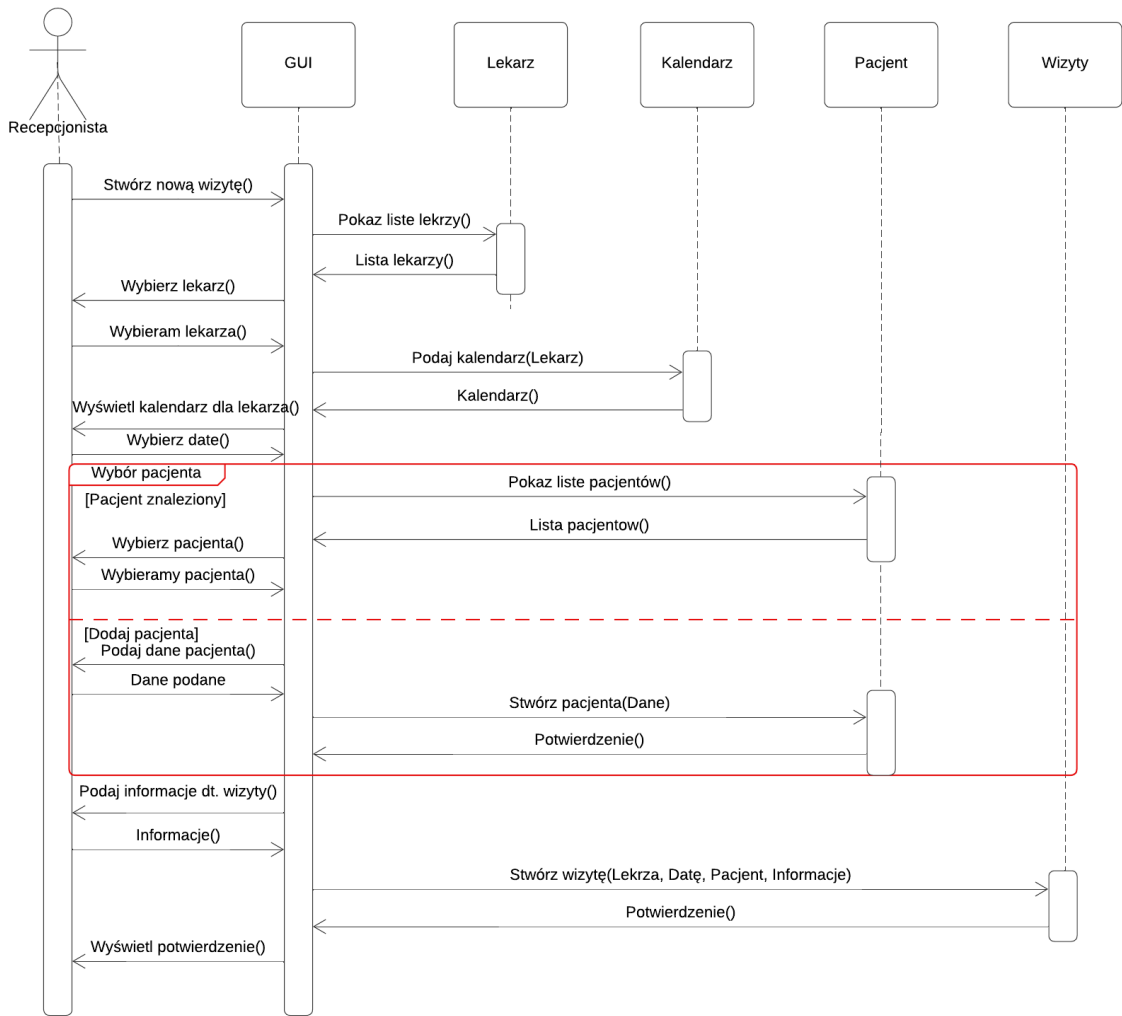 GUI
Lekarz
Kalendarz
Pacjent
Wizyty
Recepcjonista
Stwórz nową wizytę()
Pokaz liste lekrzy()
Lista lekarzy()
Wybierz lekarz()
Wybieram lekarza()
Podaj kalendarz(Lekarz)
Kalendarz()
Wyświetl kalendarz dla lekarza()
Wybierz date()
Wybór pacjenta
Pokaz liste pacjentów()
[Pacjent znaleziony]
Lista pacjentow()
Wybierz pacjenta()
Wybieramy pacjenta()
[Dodaj pacjenta]
Podaj dane pacjenta()
Dane podane
Stwórz pacjenta(Dane)
Potwierdzenie()
Podaj informacje dt. wizyty()
Informacje()
Stwórz wizytę(Lekrza, Datę, Pacjent, Informacje)
Potwierdzenie()
Wyświetl potwierdzenie()